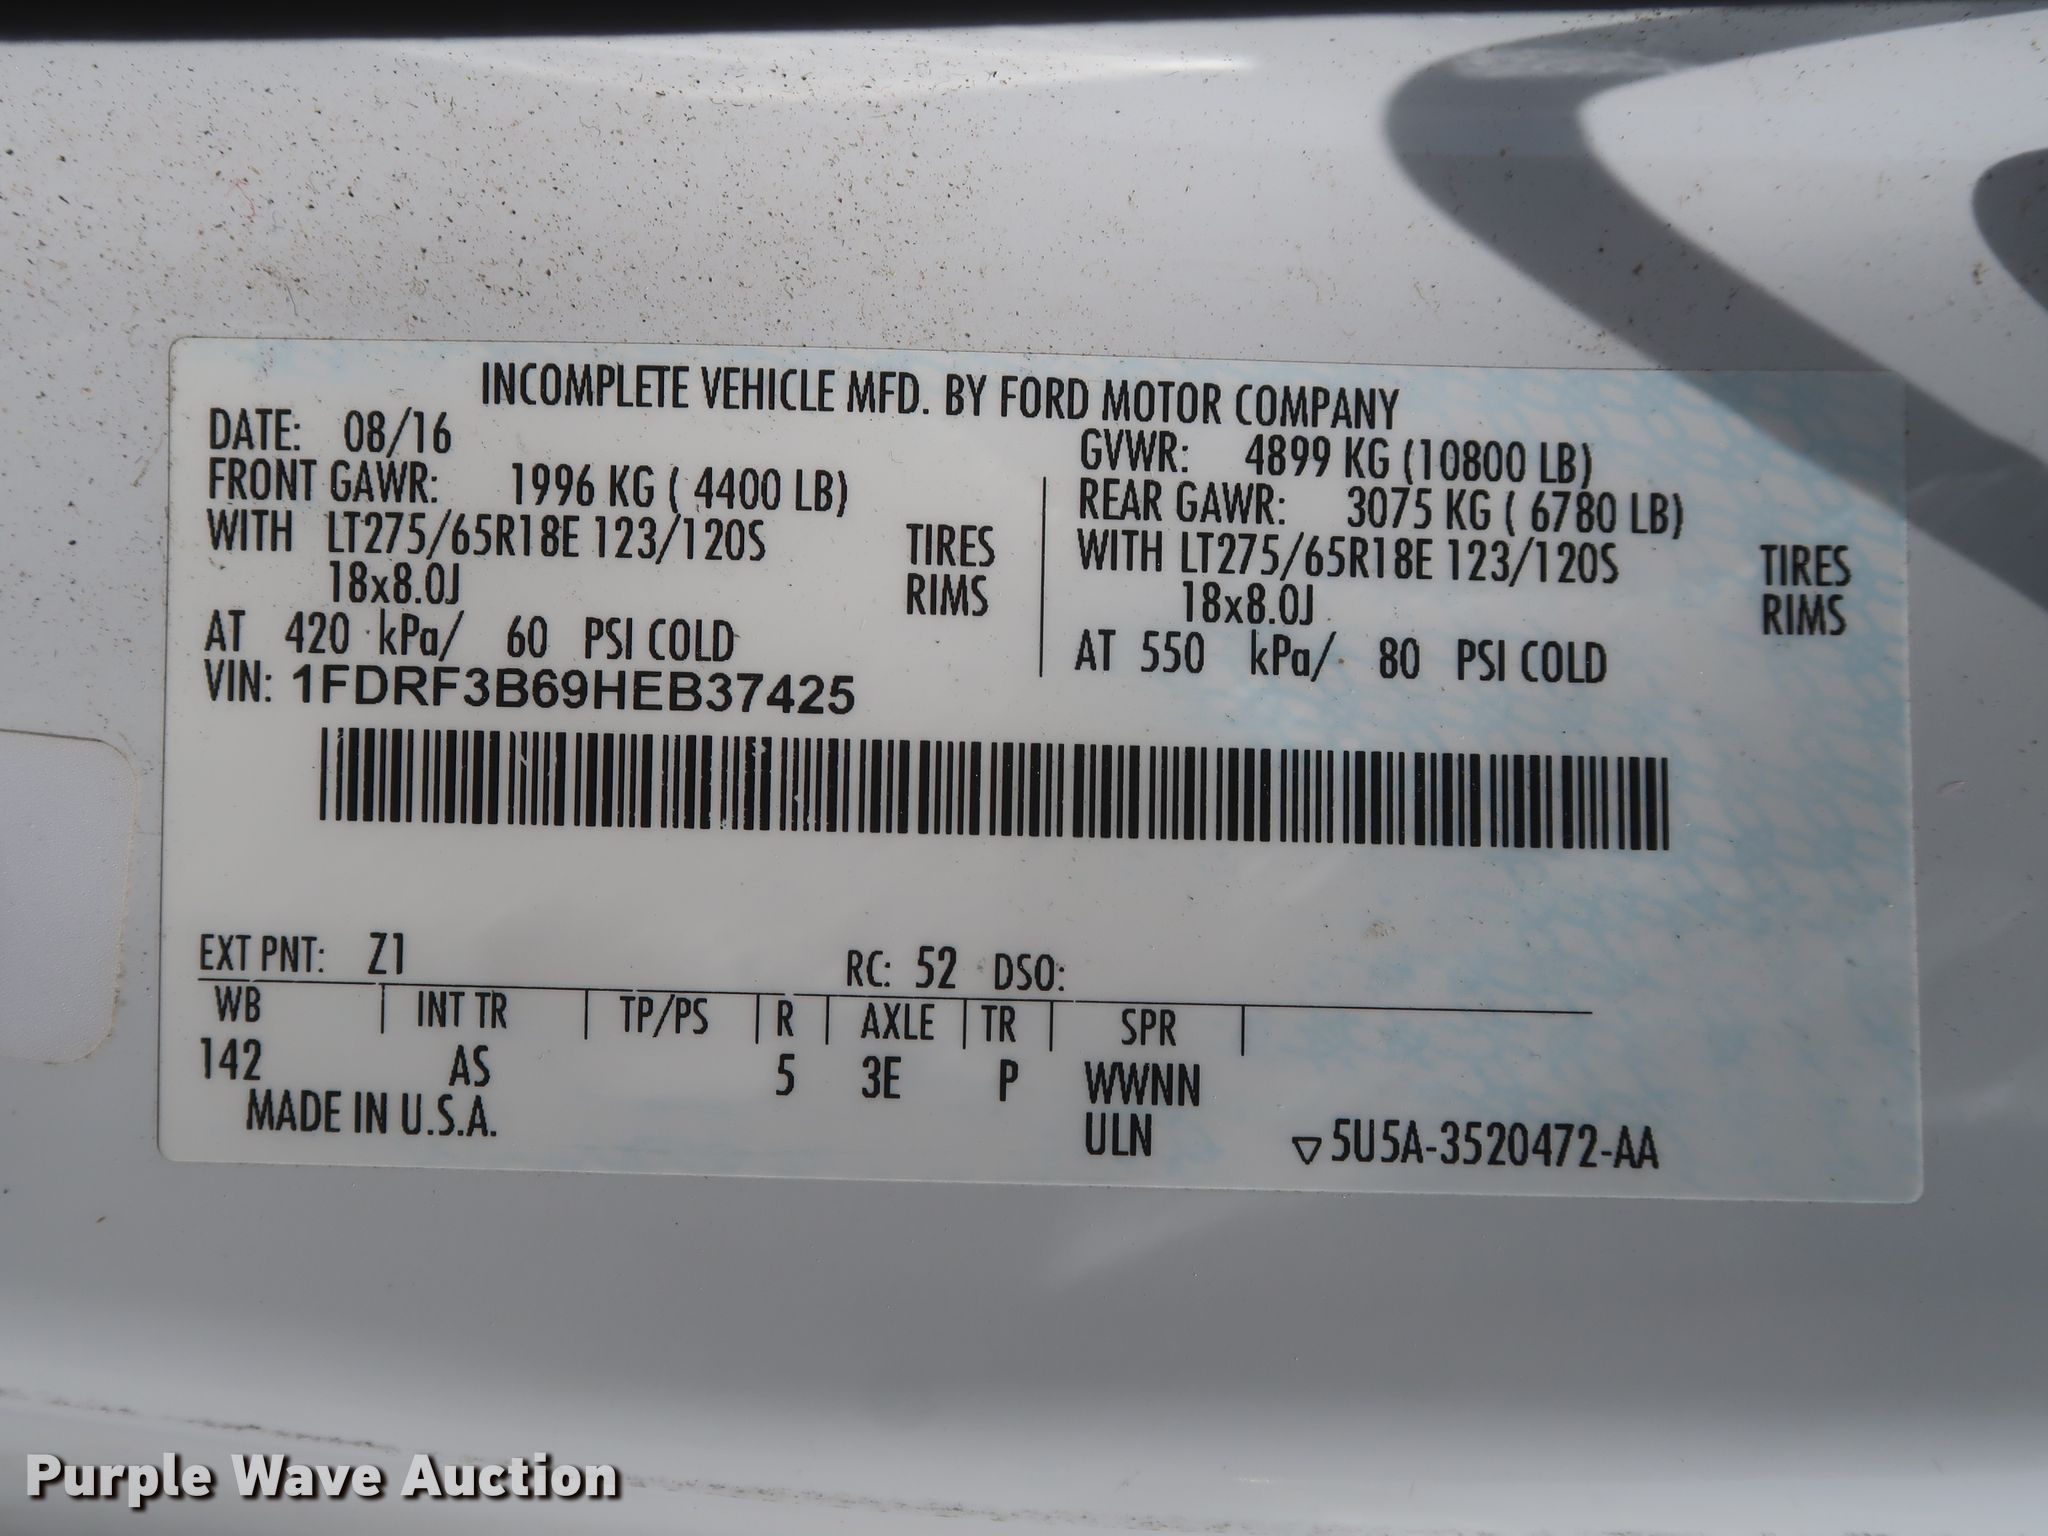 INCOMPLETE VEHICLE MFD. BY FORD MOTOR COMPANY
DATE: 08/16
GVWR: 4899 KG (10800 LB)
FRONT GAWR: 1996 KG ( 4400 LB)
REAR GAWR: 3075 KG ( 6780 LB)
WITH LT275/65R18E 123/120S TIRES
WITH LT275/65R18E 123/120S TIRES
18x8.0J RIMS
18x8.0J RIMS
AT 420 kPa/ 60 PSI COLD
AT 550 kPa/ 80 PSI COLD
VIN: 1FDRF3B69HEB37425
EXT PNT: Z1 RC: 52 DSO:
WB | INT TR | TP/PS | R | AXLE | TR | SPR |
142 AS 5 3E P WWNN
MADE IN U.S.A. ULN ▽5U5A-3520472-AA
Purple Wave Auction